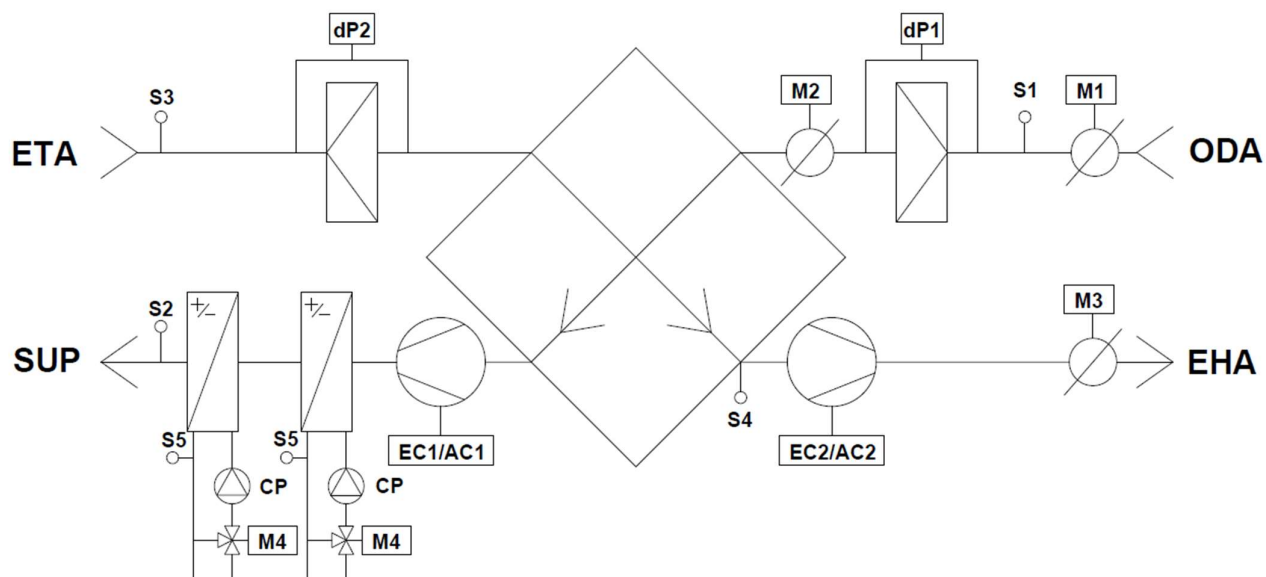 dP2
dP1
S3
M2
S1
M1
ETA
ODA
S2
+/-
+/-
M3
SUP
EHA
S4
S5
S5
EC1/AC1
EC2/AC2
CP
CP
M4
M4